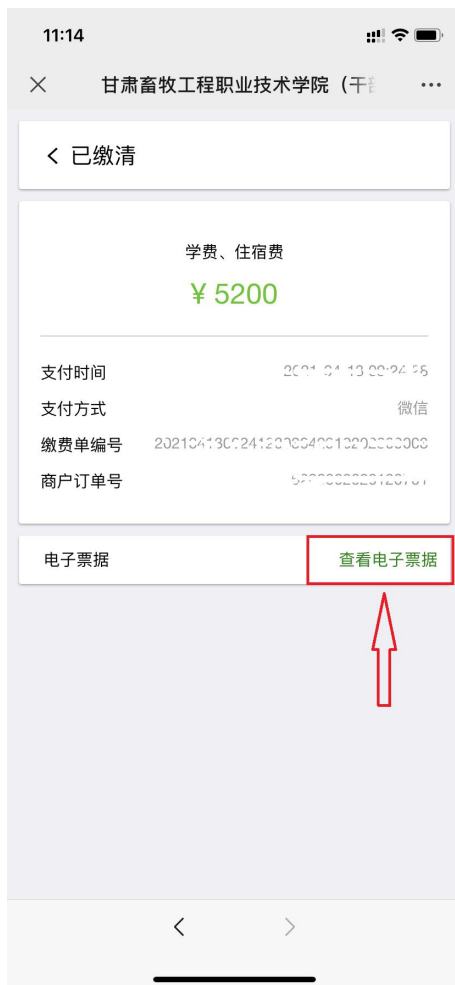 11:14
甘肃畜牧工程职业技术学院（干
已缴清
学费、住宿费
¥ 5200
支付时间
支付方式 微信
缴费单编号
商户订单号
电子票据 查看电子票据